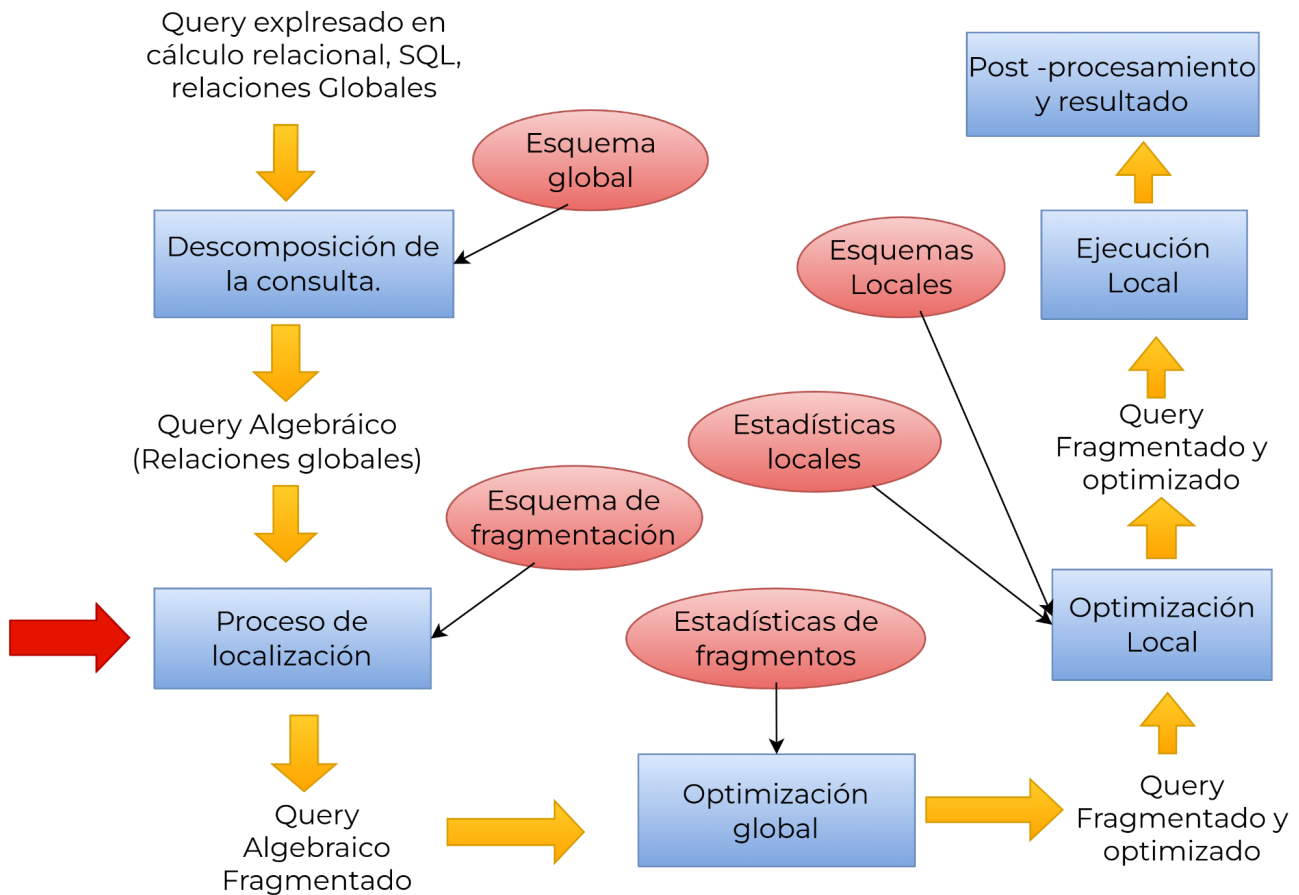 Query explresado en
cálculo relacional, SQL,
relaciones Globales
Esquema
global
Descomposición de
la consulta.
Query Algebráico
(Relaciones globales)
Esquema de
fragmentación
Proceso de
localización
Query
Algebraico
Fragmentado
Estadísticas de
fragmentos
Optimización
global
Query
Fragmentado y
optimizado
Esquemas
Locales
Estadísticas
locales
Optimización
Local
Query
Fragmentado y
optimizado
Ejecución
Local
Post -procesamiento
y resultado